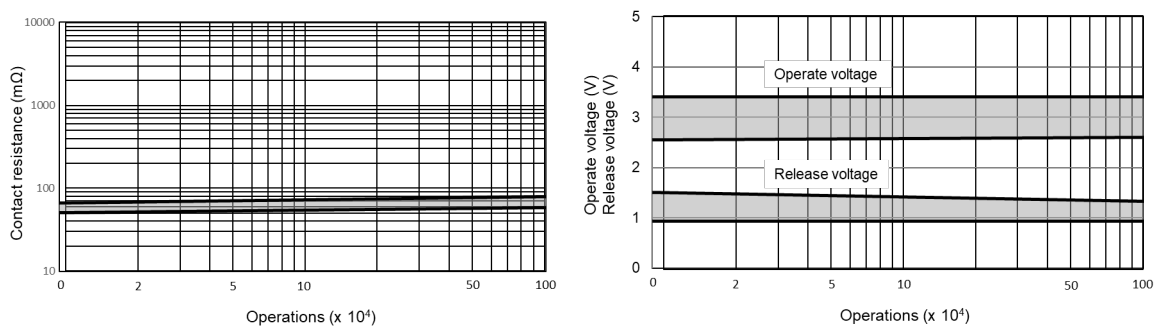 Contact resistance (mΩ)
10000
1000
100
10
0 2 5 10 20 50 100
Operations (x 10⁴)
Operate voltage (V)
Release voltage (V)
5
4
3
2
1
0
Operate voltage
Release voltage
0 2 5 10 50 100
Operations (x 10⁴)